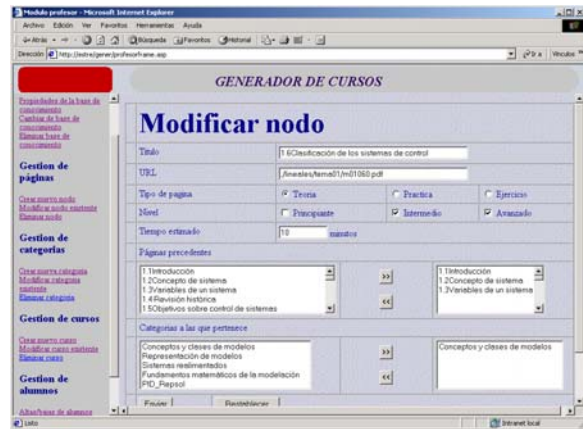 Modulo profesor - Microsoft Internet Explorer
Archivo Edición Ver Favoritos Herramientas Ayuda
Atrás Búsqueda Favoritos Historial
Dirección http://estre/gener/profesorframe.asp Ir a Vínculos
GENERADOR DE CURSOS
Propiedades de la base de
conocimiento
Cambiar de base de
conocimiento
Eliminar base de
conocimiento
Gestion de
páginas
Crear nuevo nodo
Modificar nodo existente
Eliminar nodo
Gestion de
categorias
Crear nueva categoria
Modificar categoria
existente
Eliminar categoria
Gestion de cursos
Crear nuevo curso
Modificar curso existente
Eliminar curso
Gestion de
alumnos
Altas/bajas de alumnos
Modificar nodo
Titulo 1.6Clasificación de los sistemas de control
URL ./lineales/tema01/m01060.pdf
Tipo de pagina Teoria Practica Ejercicio
Nivel Principiante Intermedio Avanzado
Tiempo estimado 10 minutos
Páginas precedentes
1.1Introducción
1.2Concepto de sistema
1.3Variables de un sistema
1.4Revisión histórica
1.5Objetivos sobre control de sistemas
>>
<<
1.1Introducción
1.2Concepto de sistema
1.3Variables de un sistema
Categorias a las que pertenece
Conceptos y clases de modelos
Representación de modelos
Sistemas realimentados
Fundamentos matemáticos de la modelación
PID_Repsol
>>
<<
Conceptos y clases de modelos
Enviar Restablecer
Listo Intranet local